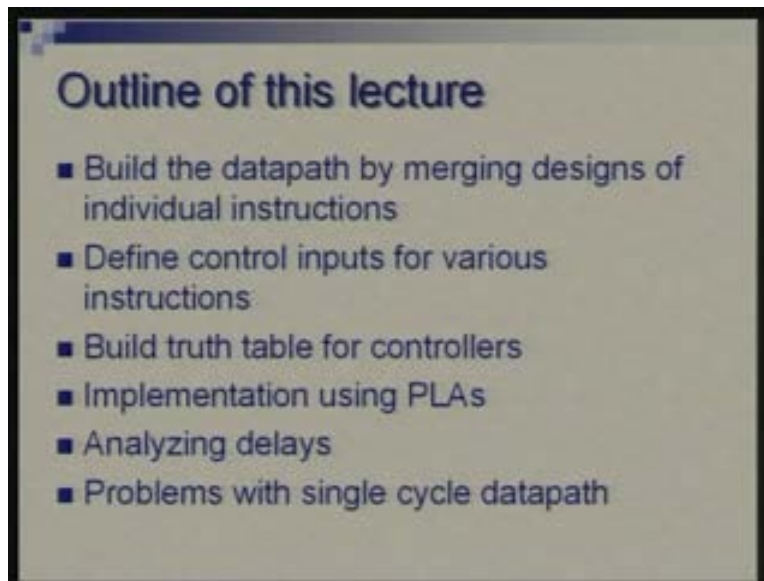 Outline of this lecture
■ Build the datapath by merging designs of
individual instructions
■ Define control inputs for various
instructions
■ Build truth table for controllers
■ Implementation using PLAs
■ Analyzing delays
■ Problems with single cycle datapath